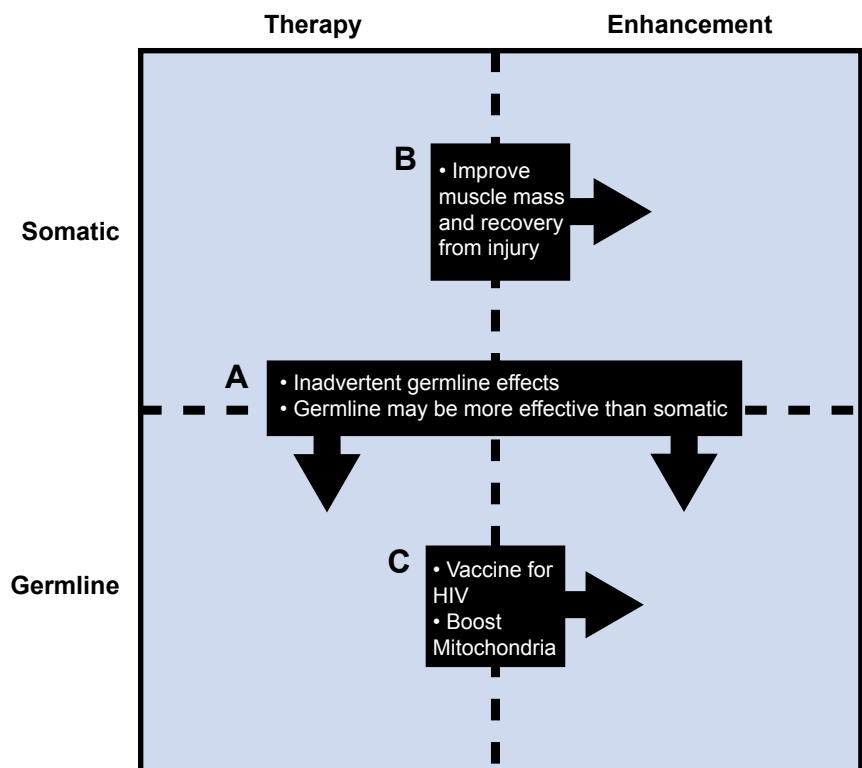 Therapy
Enhancement
Somatic
B
• Improve
muscle mass
and recovery
from injury
A
• Inadvertent germline effects
• Germline may be more effective than somatic
Germline
C
• Vaccine for
HIV
• Boost
Mitochondria